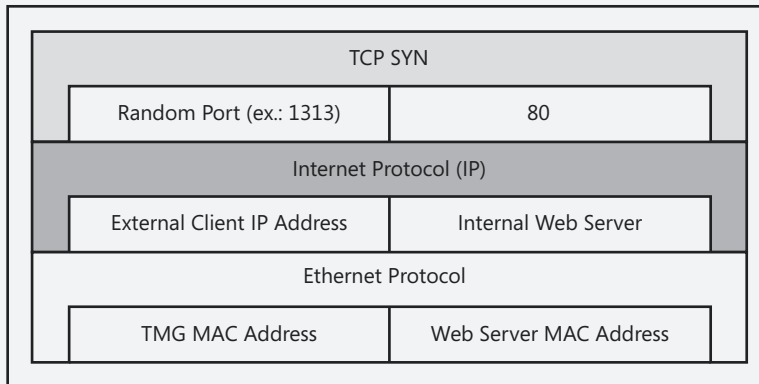 TCP SYN
Random Port (ex.: 1313) 80
Internet Protocol (IP)
External Client IP Address Internal Web Server
Ethernet Protocol
TMG MAC Address Web Server MAC Address